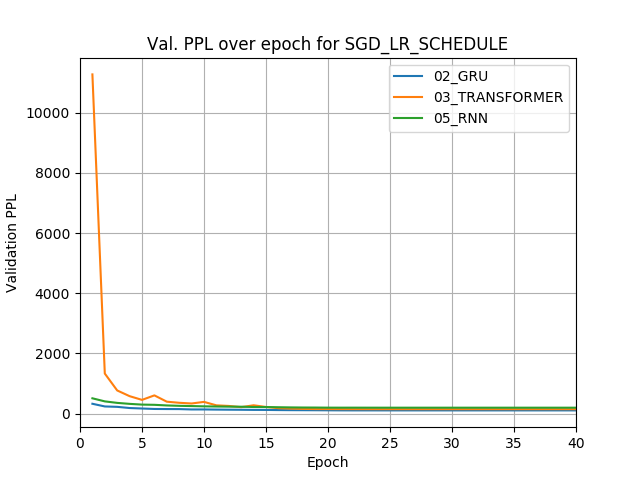 Val. PPL over epoch for SGD_LR_SCHEDULE
02_GRU
03_TRANSFORMER
05_RNN
Validation PPL
10000
8000
6000
4000
2000
0
0 5 10 15 20 25 30 35 40
Epoch